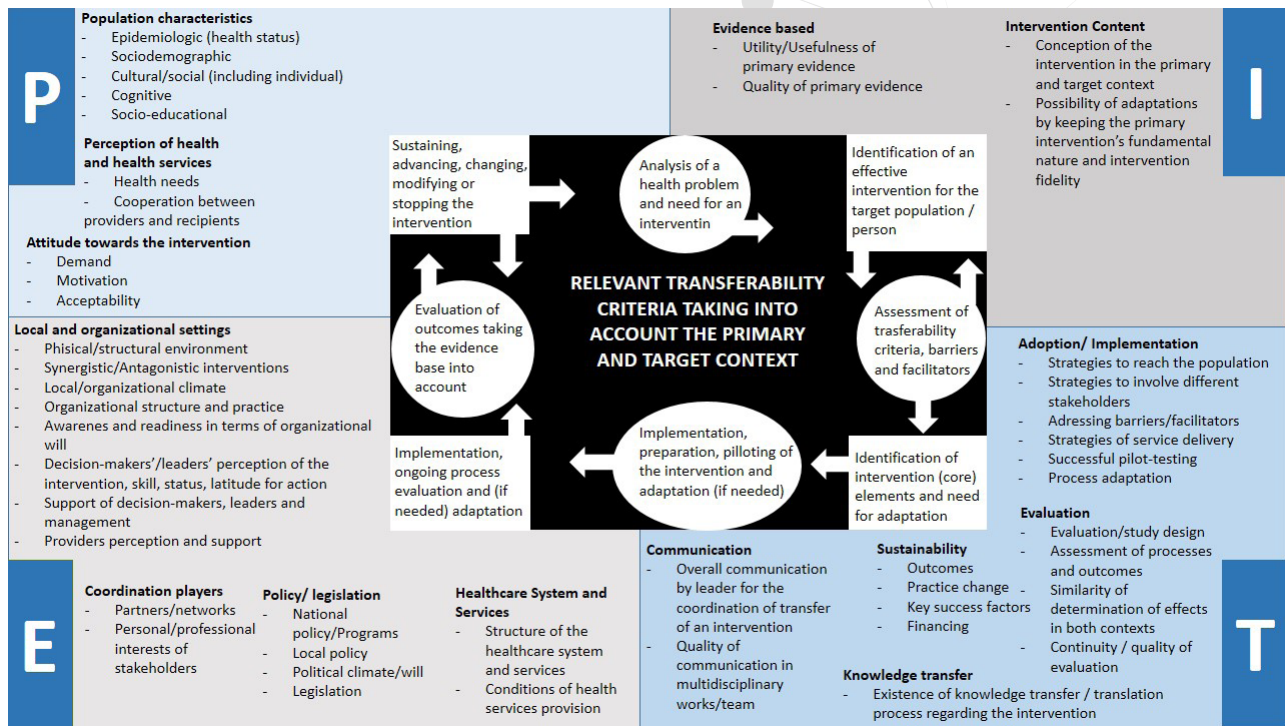 P
Population characteristics
- Epidemiologic (health status)
- Sociodemographic
- Cultural/social (including individual)
- Cognitive
- Socio-educational
Perception of health
and health services
- Health needs
- Cooperation between
providers and recipients
Attitude towards the intervention
- Demand
- Motivation
- Acceptability
I
Evidence based
- Utility/Usefulness of
primary evidence
- Quality of primary evidence
Intervention Content
- Conception of the
intervention in the primary
and target context
- Possibility of adaptations
by keeping the primary
intervention's fundamental
nature and intervention
fidelity
Sustaining,
advancing, changing,
modifying or
stopping the
intervention
Analysis of a
health problem
and need for an
interventin
Identification of an
effective
intervention for the
target population /
person
RELEVANT TRANSFERABILITY
CRITERIA TAKING INTO
ACCOUNT THE PRIMARY
AND TARGET CONTEXT
Evaluation of
outcomes taking
the evidence
base into
account
Assessment of
trasferability
criteria, barriers
and facilitators
Implementation,
ongoing process
evaluation and (if
needed) adaptation
Implementation,
preparation, pilloting of
the intervention and
adaptation (if needed)
Identification of
intervention (core)
elements and need
for adaptation
E
Local and organizational settings
- Phisical/structural environment
- Synergistic/Antagonistic interventions
- Local/organizational climate
- Organizational structure and practice
- Awarenes and readiness in terms of organizational
will
- Decision-makers'/leaders' perception of the
intervention, skill, status, latitude for action
- Support of decision-makers, leaders and
management
- Providers perception and support
Coordination players
- Partners/networks
- Personal/professional
interests of
stakeholders
Policy/ legislation
- National
policy/Programs
- Local policy
- Political climate/will
- Legislation
Healthcare System and
Services
- Structure of the
healthcare system
and services
- Conditions of health
services provision
T
Adoption/ Implementation
- Strategies to reach the population
- Strategies to involve different
stakeholders
- Adressing barriers/facilitators
- Strategies of service delivery
- Successful pilot-testing
- Process adaptation
Communication
- Overall communication
by leader for the
coordination of transfer
of an intervention
- Quality of
communication in
multidisciplinary
works/team
Sustainability
- Outcomes
- Practice change
- Key success factors
- Financing
Evaluation
- Evaluation/study design
- Assessment of processes
and outcomes
- Similarity of
determination of effects
in both contexts
- Continuity / quality of
evaluation
Knowledge transfer
- Existence of knowledge transfer / translation
process regarding the intervention